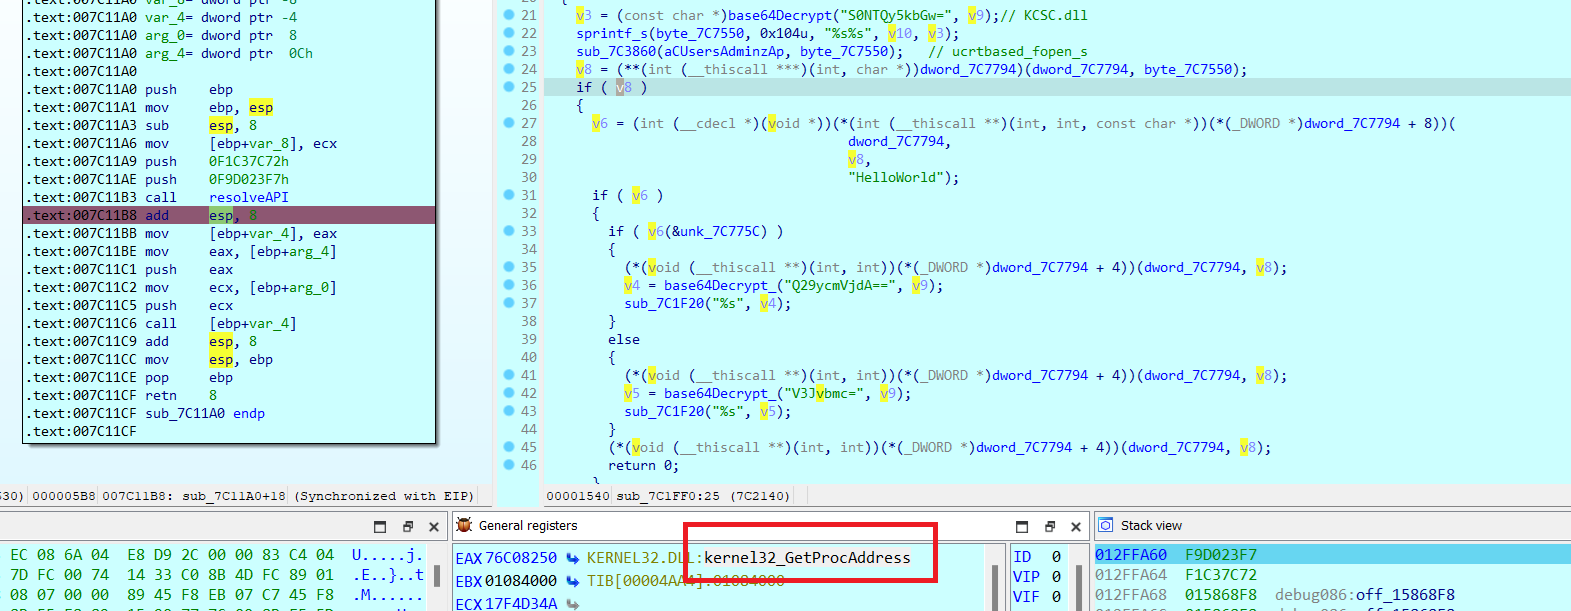 .text:007C11A0 var_8= dword ptr -8
.text:007C11A0 var_4= dword ptr -4
.text:007C11A0 arg_0= dword ptr  8
.text:007C11A0 arg_4= dword ptr  0Ch
.text:007C11A0
.text:007C11A0 push    ebp
.text:007C11A1 mov     ebp, esp
.text:007C11A3 sub     esp, 8
.text:007C11A6 mov     [ebp+var_8], ecx
.text:007C11A9 push    0F1C37C72h
.text:007C11AE push    0F9D023F7h
.text:007C11B3 call    resolveAPI
.text:007C11B8 add     esp, 8
.text:007C11BB mov     [ebp+var_4], eax
.text:007C11BE mov     eax, [ebp+arg_4]
.text:007C11C1 push    eax
.text:007C11C2 mov     ecx, [ebp+arg_0]
.text:007C11C5 push    ecx
.text:007C11C6 call    [ebp+var_4]
.text:007C11C9 add     esp, 8
.text:007C11CC mov     esp, ebp
.text:007C11CE pop     ebp
.text:007C11CF retn    8
.text:007C11CF sub_7C11A0 endp
.text:007C11CF
530) 000005B8 007C11B8: sub_7C11A0+18 (Synchronized with EIP)
21 v3 = (const char *)base64Decrypt("S0NTQy5kbGw=", v9);// KCSC.dll
22 sprintf_s(byte_7C7550, 0x104u, "%s%s", v10, v3);
23 sub_7C3860(aCUsersAdminzAp, byte_7C7550);   // ucrtbased_fopen_s
24 v8 = (**(int (__thiscall ***)(int, char *))dword_7C7794)(dword_7C7794, byte_7C7550);
25 if ( v8 )
26 {
27 v6 = (int (__cdecl *)(void *))(*(int (__thiscall **)(int, int, const char *))(*(_DWORD *)dword_7C7794 + 8))(
28 dword_7C7794,
29 v8,
30 "HelloWorld");
31 if ( v6 )
32 {
33 if ( v6(&unk_7C775C) )
34 {
35 (*(void (__thiscall **)(int, int))(*(_DWORD *)dword_7C7794 + 4))(dword_7C7794, v8);
36 v4 = base64Decrypt_("Q29ycmVjdA==", v9);
37 sub_7C1F20("%s", v4);
38 }
39 else
40 {
41 (*(void (__thiscall **)(int, int))(*(_DWORD *)dword_7C7794 + 4))(dword_7C7794, v8);
42 v5 = base64Decrypt_("V3Jvbmc=", v9);
43 sub_7C1F20("%s", v5);
44 }
45 (*(void (__thiscall **)(int, int))(*(_DWORD *)dword_7C7794 + 4))(dword_7C7794, v8);
46 return 0;
00001540 sub_7C1FF0:25 (7C2140)
EC 08 6A 04  E8 D9 2C 00 00 83 C4 04  U.....j.
7D FC 00 74  14 33 C0 8B 4D FC 89 01  .E..}..t
08 07 00 00  89 45 F8 EB 07 C7 45 F8  .M......
General registers
EAX 76C08250 KERNEL32.DLL:kernel32_GetProcAddress
EBX 01084000 TIB[00004AA4]:01084000
ECX 17F4D34A
ID 0
VIP 0
VIF 0
Stack view
012FFA60  F9D023F7
012FFA64  F1C37C72
012FFA68  015868F8  debug086:off_15868F8